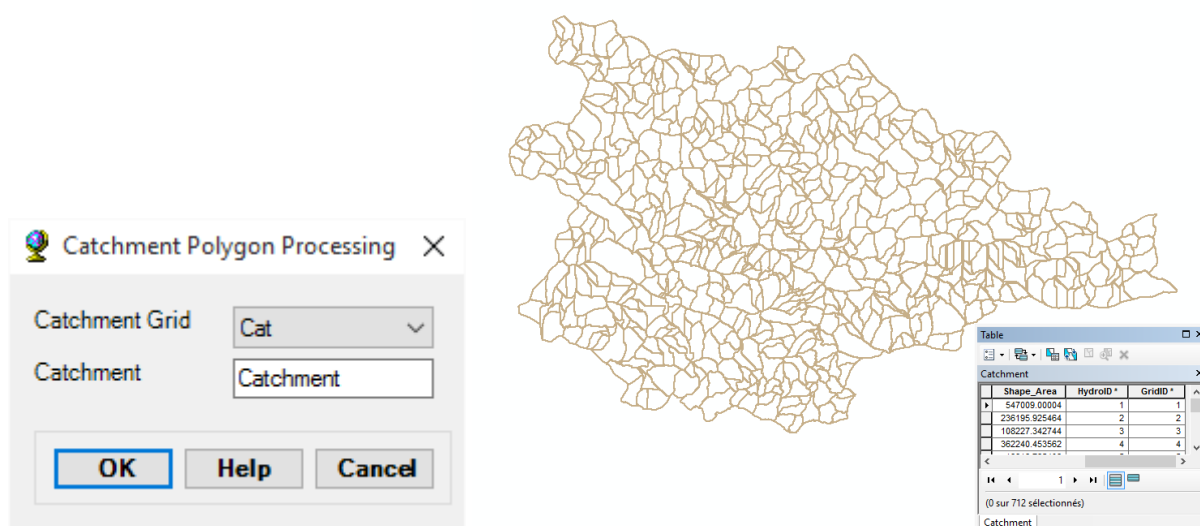 Catchment Polygon Processing
Catchment Grid
Cat
Catchment
Catchment
OK Help Cancel
Table
Catchment
Shape_Area HydroID * GridID *
547009.00004 1 1
236195.925464 2 2
108227.342744 3 3
362240.453562 4 4
1
(0 sur 712 sélectionnés)
Catchment